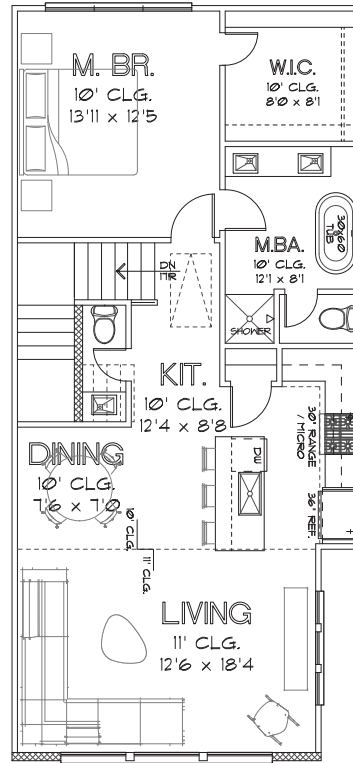 M. BR.
10' CLG.
13'11 x 12'5
W.I.C.
10' CLG.
8'0 x 8'1
30x60
TUB
M.BA.
10' CLG.
12'1 x 8'1
DN
17R
SHOWER
KIT.
10' CLG.
12'4 x 8'8
30" RANGE
/ MICRO
DINING
10' CLG.
7'6 x 7'0
DW
36" REF.
10' CLG.
11' CLG.
LIVING
11' CLG.
12'6 x 18'4